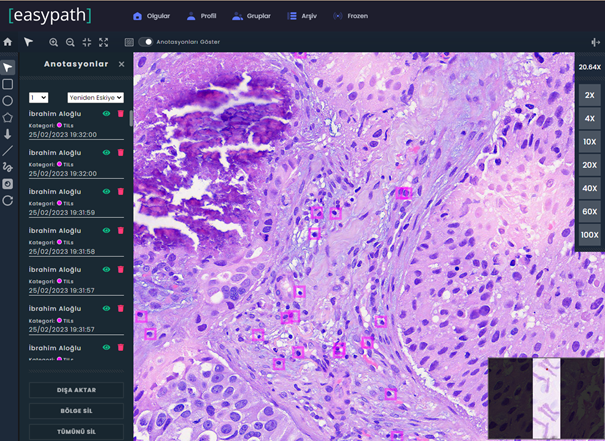 [easypath]
Olgular
Profil
Gruplar
Arşiv
Frozen
Anotasyonları Göster
Anotasyonlar
1
Yeniden Eskiye
İbrahim Aloğlu
Kategori: TILs
25/02/2023 19:32:00
İbrahim Aloğlu
Kategori: TILs
25/02/2023 19:32:00
İbrahim Aloğlu
Kategori: TILs
25/02/2023 19:31:59
İbrahim Aloğlu
Kategori: TILs
25/02/2023 19:31:58
İbrahim Aloğlu
Kategori: TILs
25/02/2023 19:31:57
İbrahim Aloğlu
Kategori: TILs
25/02/2023 19:31:57
İbrahim Aloğlu
Kategori: TILs
DIŞA AKTAR
BÖLGE SİL
TÜMÜNÜ SİL
20.64X
2X
4X
10X
20X
40X
60X
100X